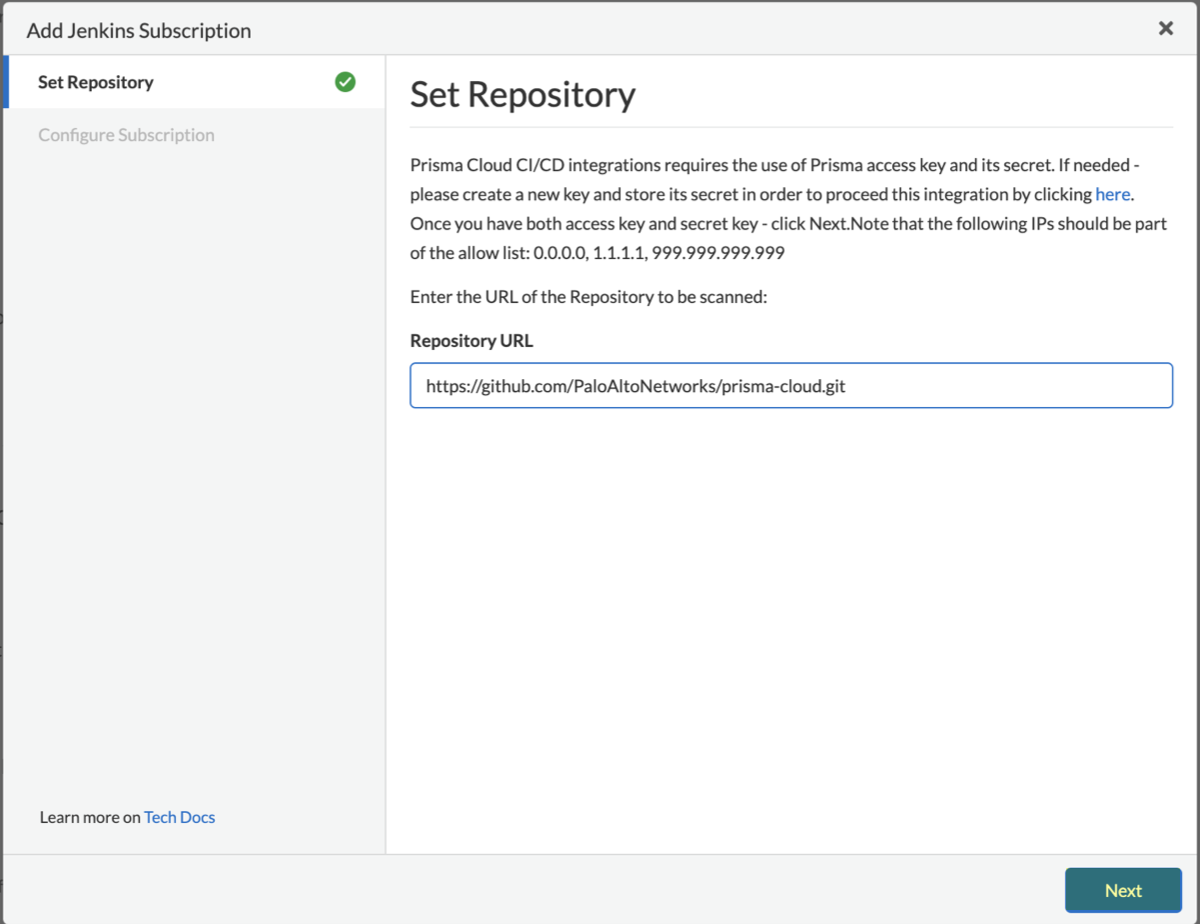 Add Jenkins Subscription
Set Repository
Configure Subscription
Set Repository
Prisma Cloud CI/CD integrations requires the use of Prisma access key and its secret. If needed -
please create a new key and store its secret in order to proceed this integration by clicking here.
Once you have both access key and secret key - click Next.Note that the following IPs should be part
of the allow list: 0.0.0.0, 1.1.1.1, 999.999.999.999
Enter the URL of the Repository to be scanned:
Repository URL
https://github.com/PaloAltoNetworks/prisma-cloud.git
Learn more on Tech Docs
Next